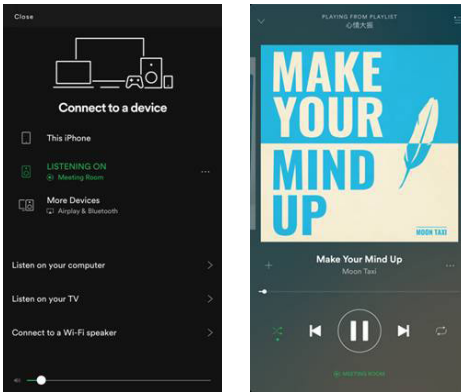 Close
Connect to a device
This iPhone
LISTENING ON
Meeting Room
More Devices
Airplay & Bluetooth
Listen on your computer
Listen on your TV
Connect to a Wi-Fi speaker
PLAYING FROM PLAYLIST
心情大振
MAKE
YOUR
MIND
UP
MOON TAXI
Make Your Mind Up
Moon Taxi
MEETING ROOM